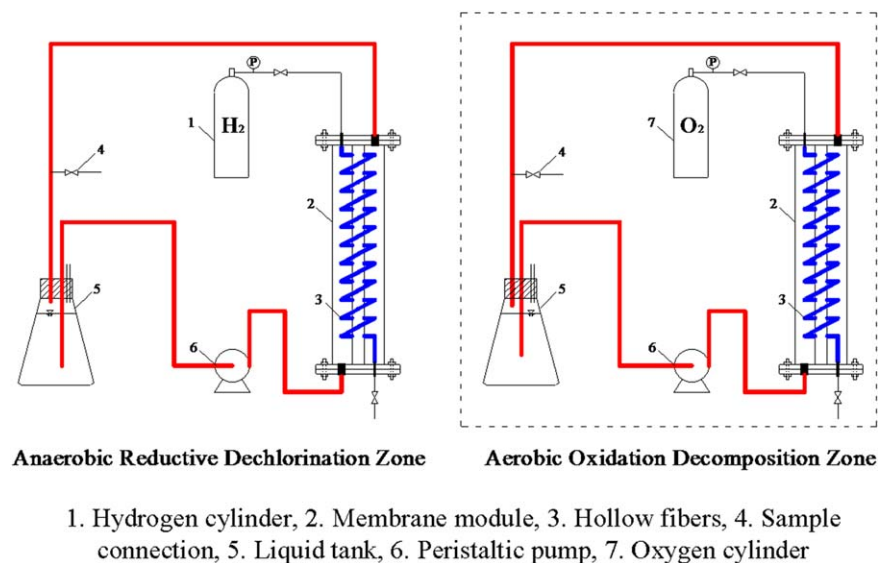 P
P
1
H₂
7
O₂
4
4
2
2
5
5
3
3
6
6
Anaerobic Reductive Dechlorination Zone
Aerobic Oxidation Decomposition Zone
1. Hydrogen cylinder, 2. Membrane module, 3. Hollow fibers, 4. Sample
connection, 5. Liquid tank, 6. Peristaltic pump, 7. Oxygen cylinder